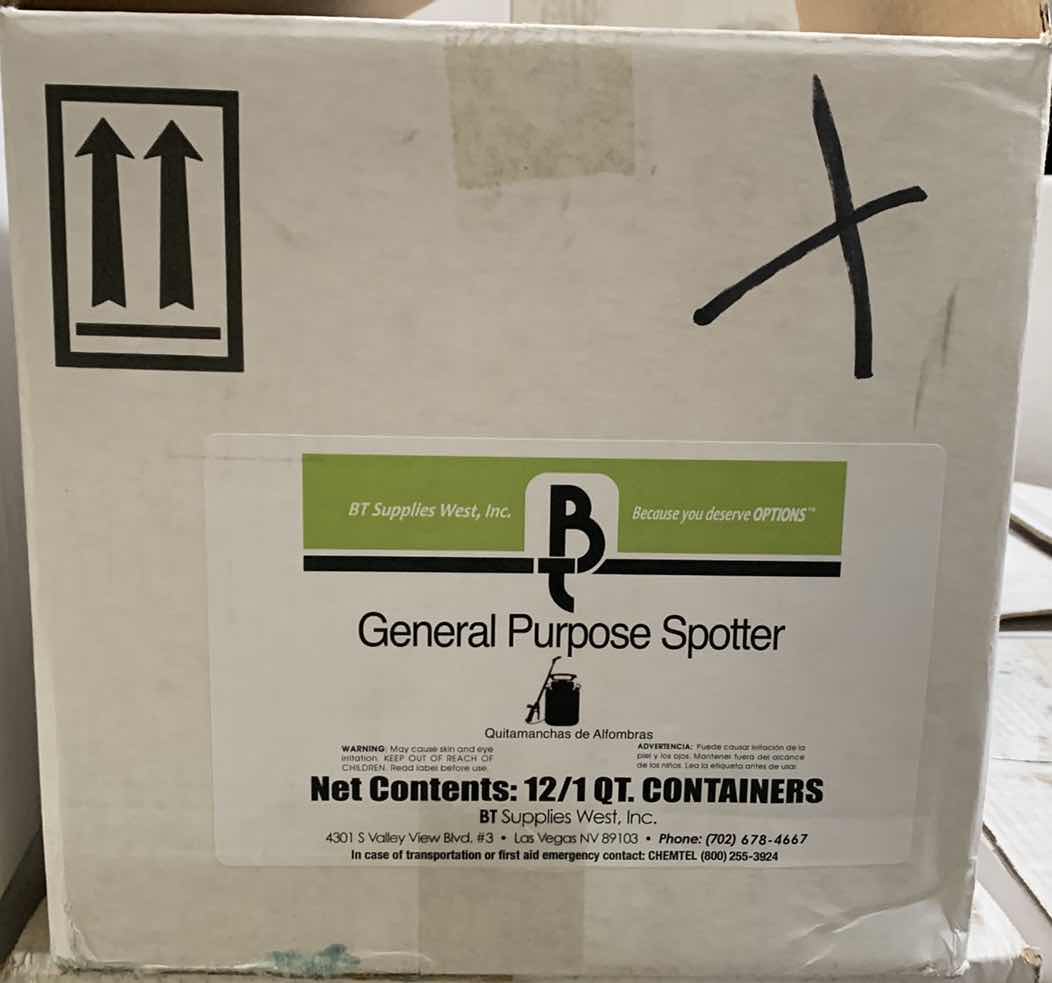 X
BT Supplies West, Inc.
Bt
Because you deserve OPTIONS™
General Purpose Spotter
Quitamanchas de Alfombras
WARNING: May cause skin and eye
irritation. KEEP OUT OF REACH OF
CHILDREN. Read label before use.
ADVERTENCIA: Puede causar irritación de la
piel y los ojos. Mantener fuera del alcance
de los niños. Lea la etiqueta antes de usar.
Net Contents: 12/1 QT. CONTAINERS
BT Supplies West, Inc.
4301 S Valley View Blvd. #3 • Las Vegas NV 89103 • Phone: (702) 678-4667
In case of transportation or first aid emergency contact: CHEMTEL (800) 255-3924